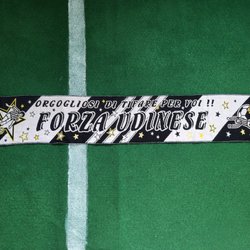 ORGOGLIOSI DI TIFARE PER VOI !!
FORZA UDINESE